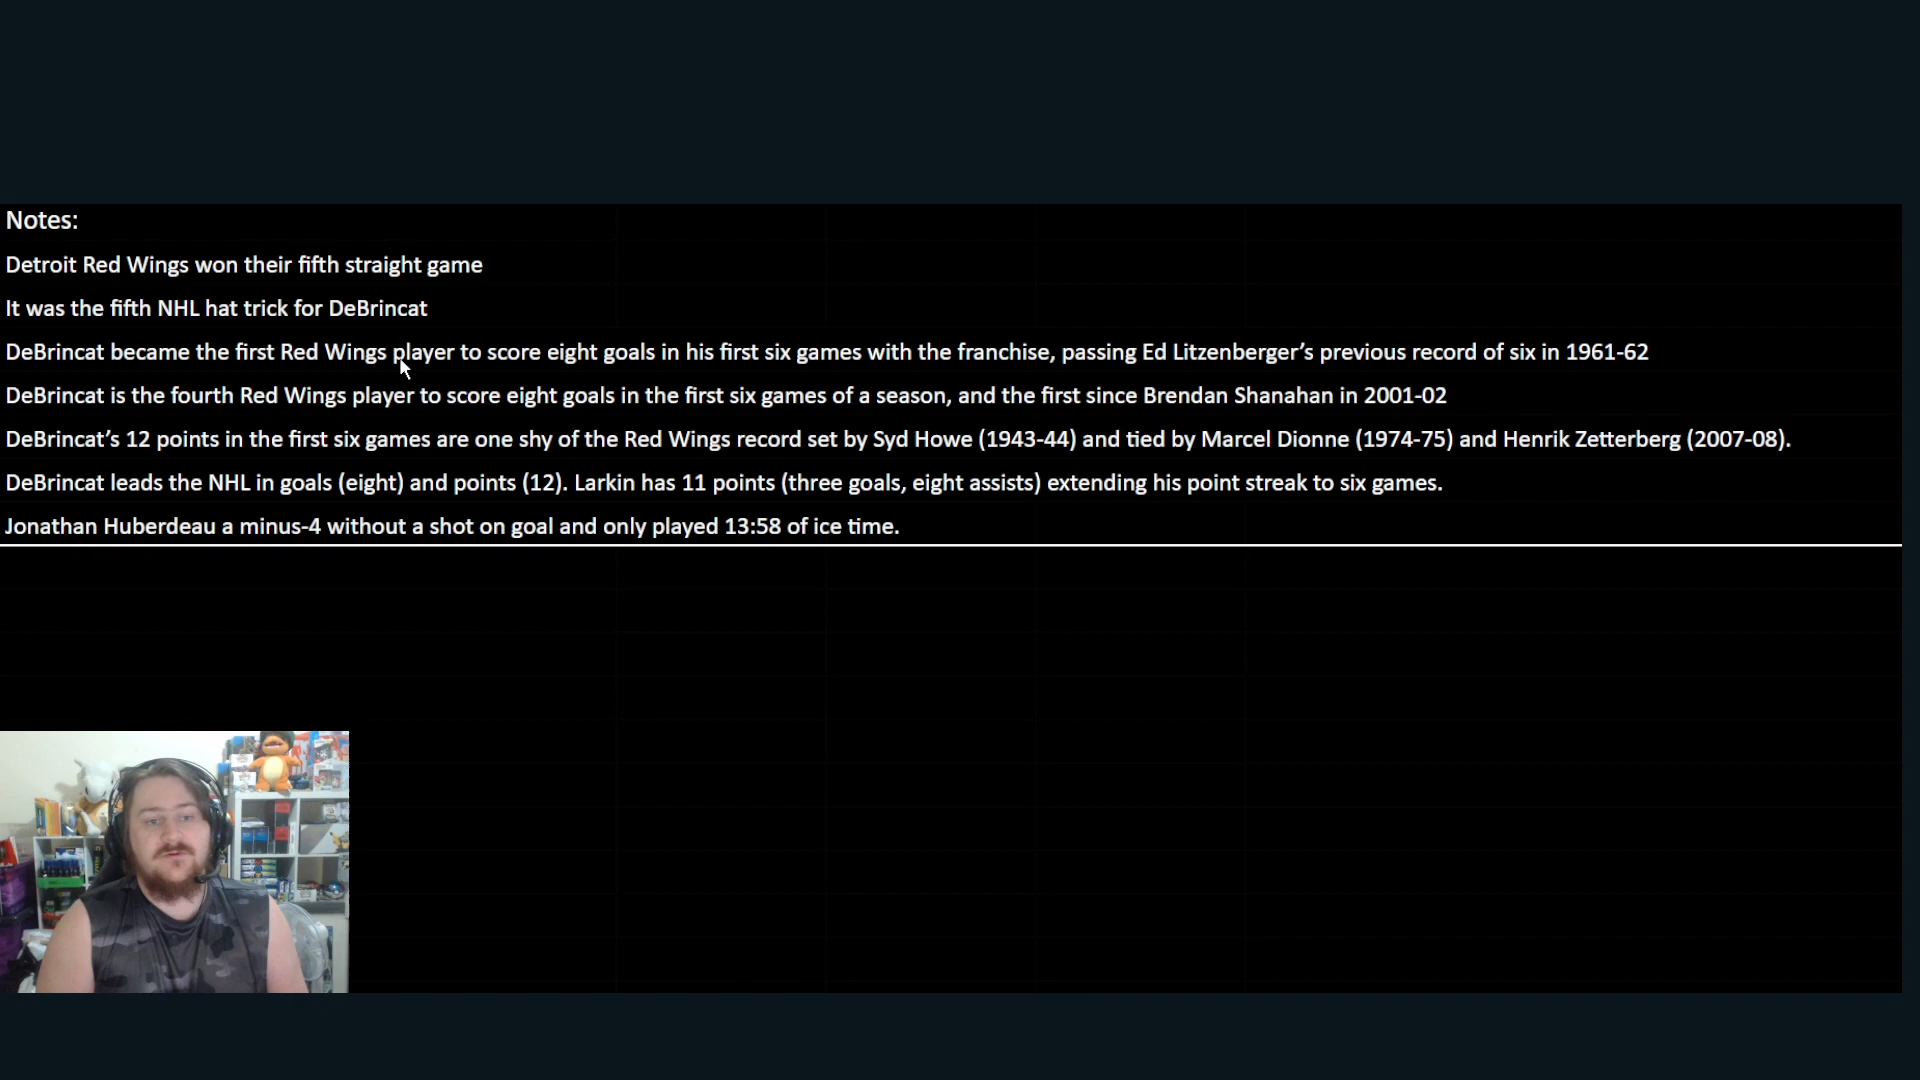 Notes:
Detroit Red Wings won their fifth straight game
It was the fifth NHL hat trick for DeBrincat
DeBrincat became the first Red Wings player to score eight goals in his first six games with the franchise, passing Ed Litzenberger’s previous record of six in 1961-62
DeBrincat is the fourth Red Wings player to score eight goals in the first six games of a season, and the first since Brendan Shanahan in 2001-02
DeBrincat’s 12 points in the first six games are one shy of the Red Wings record set by Syd Howe (1943-44) and tied by Marcel Dionne (1974-75) and Henrik Zetterberg (2007-08).
DeBrincat leads the NHL in goals (eight) and points (12). Larkin has 11 points (three goals, eight assists) extending his point streak to six games.
Jonathan Huberdeau a minus-4 without a shot on goal and only played 13:58 of ice time.